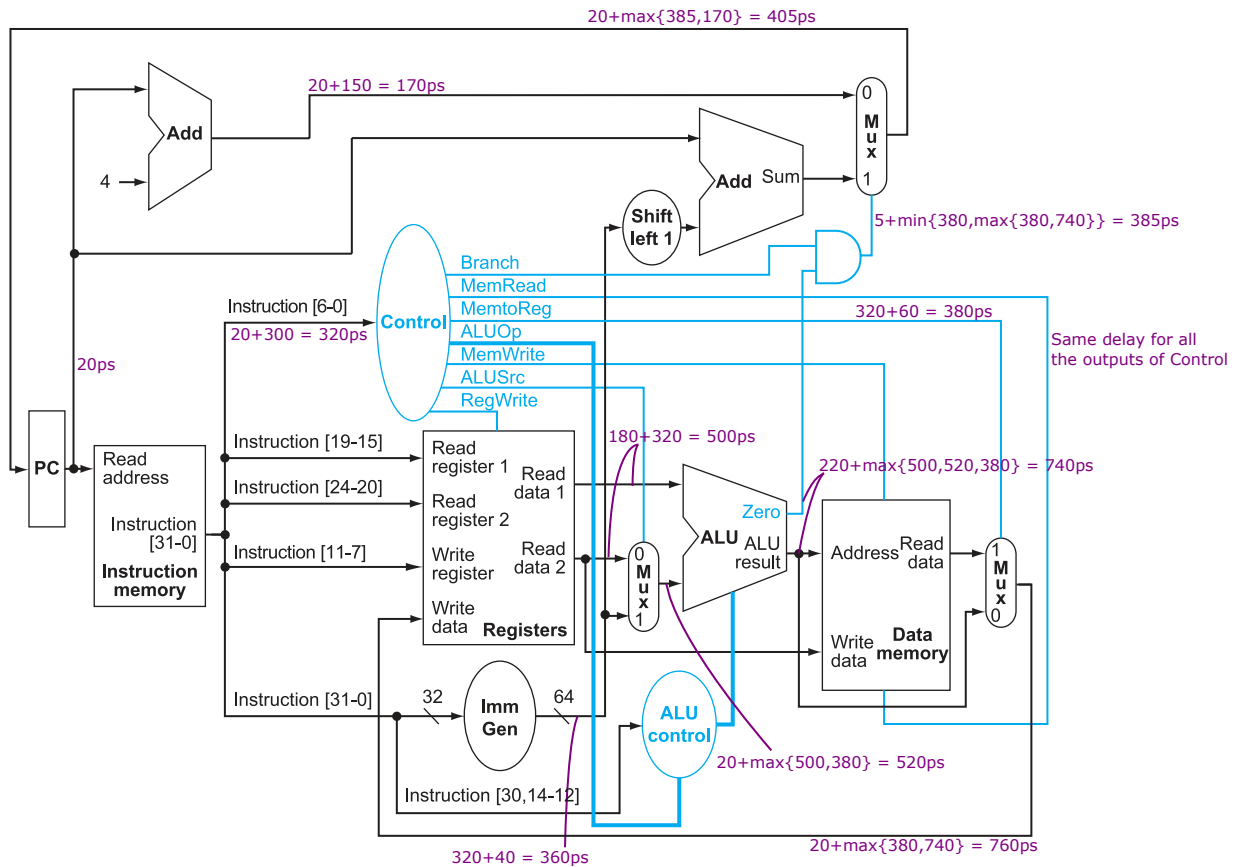 20+max{385,170} = 405ps
20+150 = 170ps
0
M
u
x
1
Add
4
Add
Sum
Shift
left 1
5+min{380,max{380,740}} = 385ps
Branch
MemRead
MemtoReg
ALUOp
MemWrite
ALUSrc
RegWrite
Instruction [6-0]
20+300 = 320ps
Control
320+60 = 380ps
Same delay for all
the outputs of Control
20ps
PC
Read
address
Instruction
[31-0]
Instruction
memory
Instruction [19-15]
Instruction [24-20]
Instruction [11-7]
Read
register 1
Read
register 2
Write
register
Write
data
Read
data 1
Read
data 2
Registers
180+320 = 500ps
220+max{500,520,380} = 740ps
0
M
u
x
1
Zero
ALU
ALU
result
Address
Read
data
Write
data
Data
memory
1
M
u
x
0
Instruction [31-0]
32
Imm
Gen
64
ALU
control
20+max{500,380} = 520ps
Instruction [30,14-12]
320+40 = 360ps
20+max{380,740} = 760ps